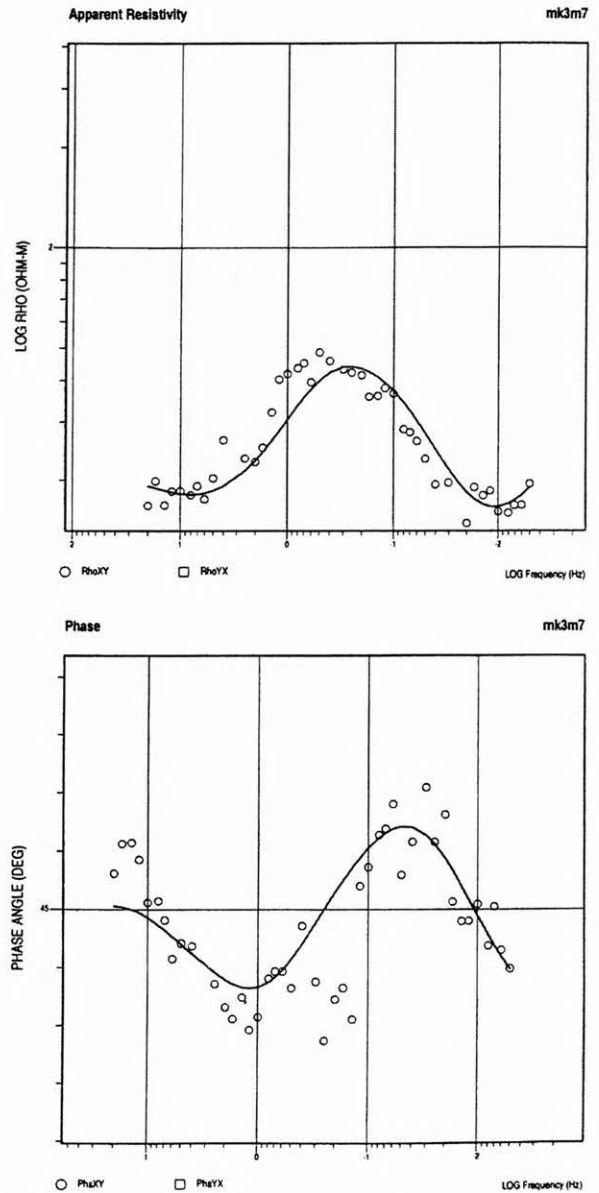 Apparent Resistivity mk3m7
LOG RHO (OHM-M)
2
2 1 0 -1 -2
RhoXY RhoYX LOG Frequency (Hz)
Phase mk3m7
PHASE ANGLE (DEG)
45
1 0 -1 -2
PhsXY PhsYX LOG Frequency (Hz)